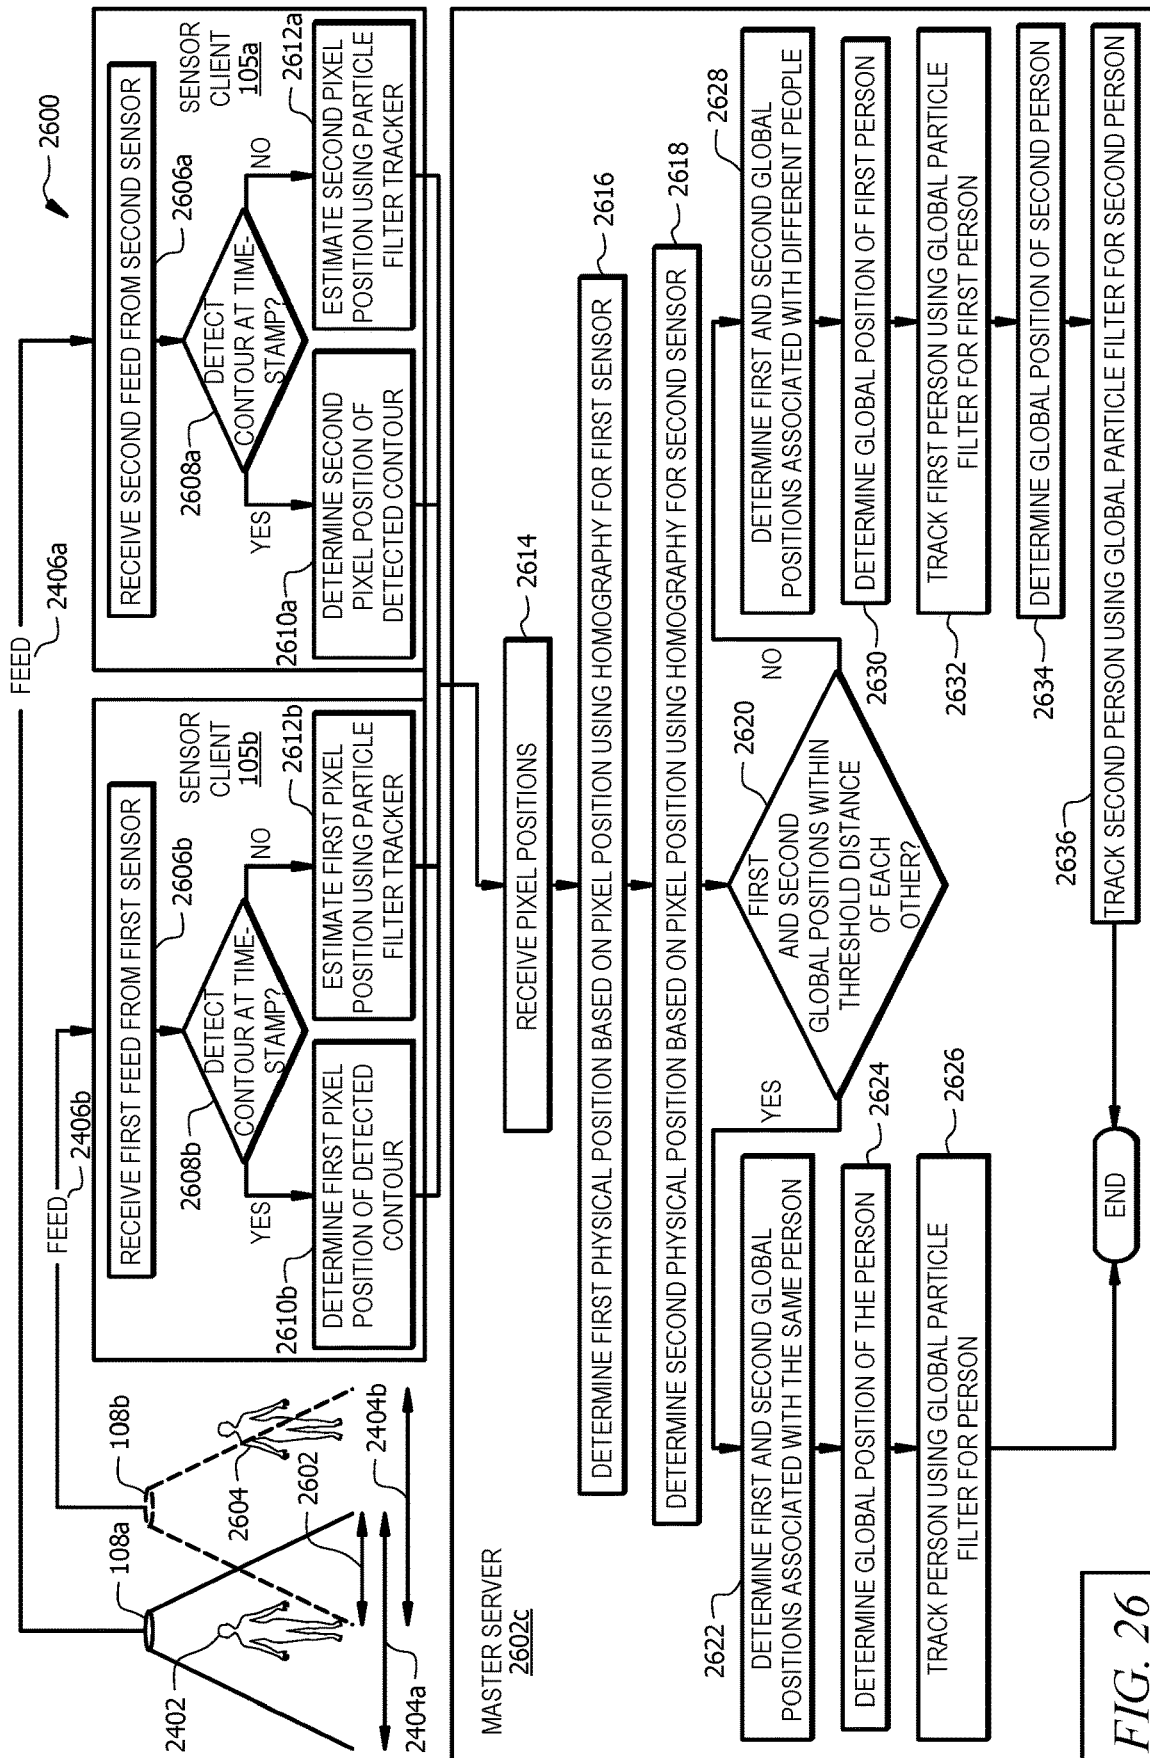 2600
FEED
2406a
FEED
2406b
108a
108b
2402
2604
2602
2404a
2404b
RECEIVE FIRST FEED FROM FIRST SENSOR
2606b
SENSOR
CLIENT
105b
DETECT
CONTOUR AT TIME-
STAMP?
2608b
YES
NO
2610b
DETERMINE FIRST PIXEL
POSITION OF DETECTED
CONTOUR
2612b
ESTIMATE FIRST PIXEL
POSITION USING PARTICLE
FILTER TRACKER
RECEIVE SECOND FEED FROM SECOND SENSOR
2606a
SENSOR
CLIENT
105a
DETECT
CONTOUR AT TIME-
STAMP?
2608a
YES
NO
2610a
DETERMINE SECOND
PIXEL POSITION OF
DETECTED CONTOUR
2612a
ESTIMATE SECOND PIXEL
POSITION USING PARTICLE
FILTER TRACKER
MASTER SERVER
2602c
RECEIVE PIXEL POSITIONS
2614
DETERMINE FIRST PHYSICAL POSITION BASED ON PIXEL POSITION USING HOMOGRAPHY FOR FIRST SENSOR
2616
DETERMINE SECOND PHYSICAL POSITION BASED ON PIXEL POSITION USING HOMOGRAPHY FOR SECOND SENSOR
2618
FIRST
AND SECOND
GLOBAL POSITIONS WITHIN
THRESHOLD DISTANCE
OF EACH
OTHER?
2620
YES
NO
2622
DETERMINE FIRST AND SECOND GLOBAL
POSITIONS ASSOCIATED WITH THE SAME PERSON
DETERMINE GLOBAL POSITION OF THE PERSON
2624
TRACK PERSON USING GLOBAL PARTICLE
FILTER FOR PERSON
2626
DETERMINE FIRST AND SECOND GLOBAL
POSITIONS ASSOCIATED WITH DIFFERENT PEOPLE
2628
DETERMINE GLOBAL POSITION OF FIRST PERSON
2630
TRACK FIRST PERSON USING GLOBAL PARTICLE
FILTER FOR FIRST PERSON
2632
DETERMINE GLOBAL POSITION OF SECOND PERSON
2634
TRACK SECOND PERSON USING GLOBAL PARTICLE FILTER FOR SECOND PERSON
2636
END
FIG. 26